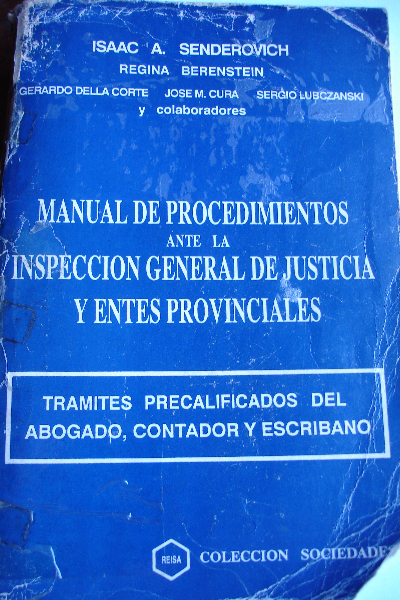 ISAAC A. SENDEROVICH
REGINA BERENSTEIN
GERARDO DELLA CORTE JOSE M. CURA SERGIO LUBCZANSKI
y colaboradores
MANUAL DE PROCEDIMIENTOS
ANTE LA
INSPECCION GENERAL DE JUSTICIA
Y ENTES PROVINCIALES
TRAMITES PRECALIFICADOS DEL
ABOGADO, CONTADOR Y ESCRIBANO
REISA COLECCION SOCIEDADES